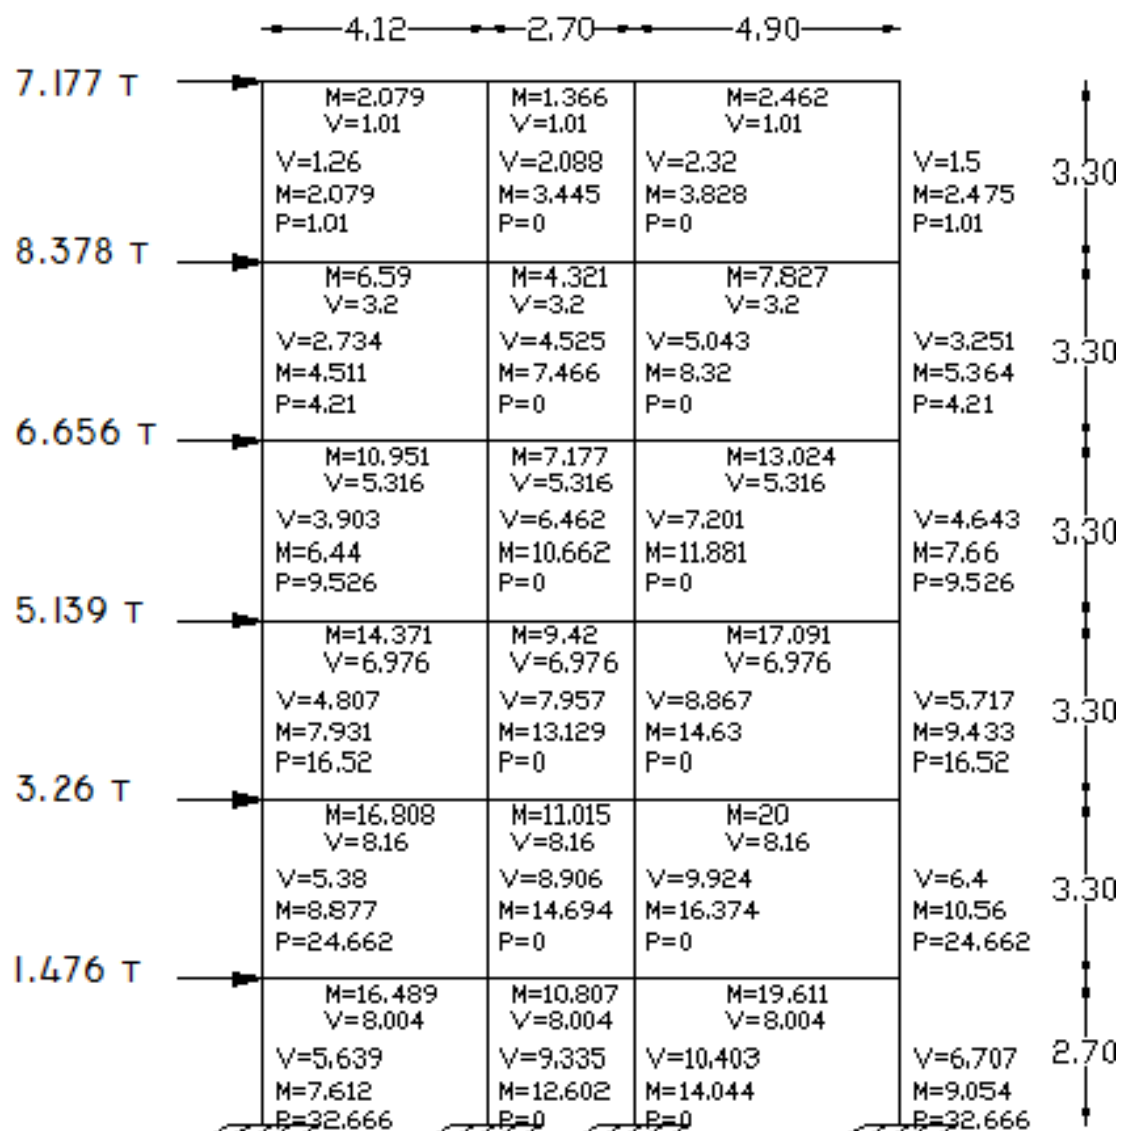 4.12 2.70 4.90
7.177 T
M=2.079 M=1.366 M=2.462
V=1.01 V=1.01 V=1.01
V=1.26 V=2.088 V=2.32 V=1.5
3.30
M=2.079 M=3.445 M=3.828 M=2.475
P=1.01 P=0 P=0 P=1.01
8.378 T
M=6.59 M=4.321 M=7.827
V=3.2 V=3.2 V=3.2
V=2.734 V=4.525 V=5.043 V=3.251
3.30
M=4.511 M=7.466 M=8.32 M=5.364
P=4.21 P=0 P=0 P=4.21
6.656 T
M=10.951 M=7.177 M=13.024
V=5.316 V=5.316 V=5.316
V=3.903 V=6.462 V=7.201 V=4.643
3.30
M=6.44 M=10.662 M=11.881 M=7.66
P=9.526 P=0 P=0 P=9.526
5.139 T
M=14.371 M=9.42 M=17.091
V=6.976 V=6.976 V=6.976
V=4.807 V=7.957 V=8.867 V=5.717
3.30
M=7.931 M=13.129 M=14.63 M=9.433
P=16.52 P=0 P=0 P=16.52
3.26 T
M=16.808 M=11.015 M=20
V=8.16 V=8.16 V=8.16
V=5.38 V=8.906 V=9.924 V=6.4
3.30
M=8.877 M=14.694 M=16.374 M=10.56
P=24.662 P=0 P=0 P=24.662
1.476 T
M=16.489 M=10.807 M=19.611
V=8.004 V=8.004 V=8.004
V=5.639 V=9.335 V=10.403 V=6.707
2.70
M=7.612 M=12.602 M=14.044 M=9.054
P=32.666 P=0 P=0 P=32.666